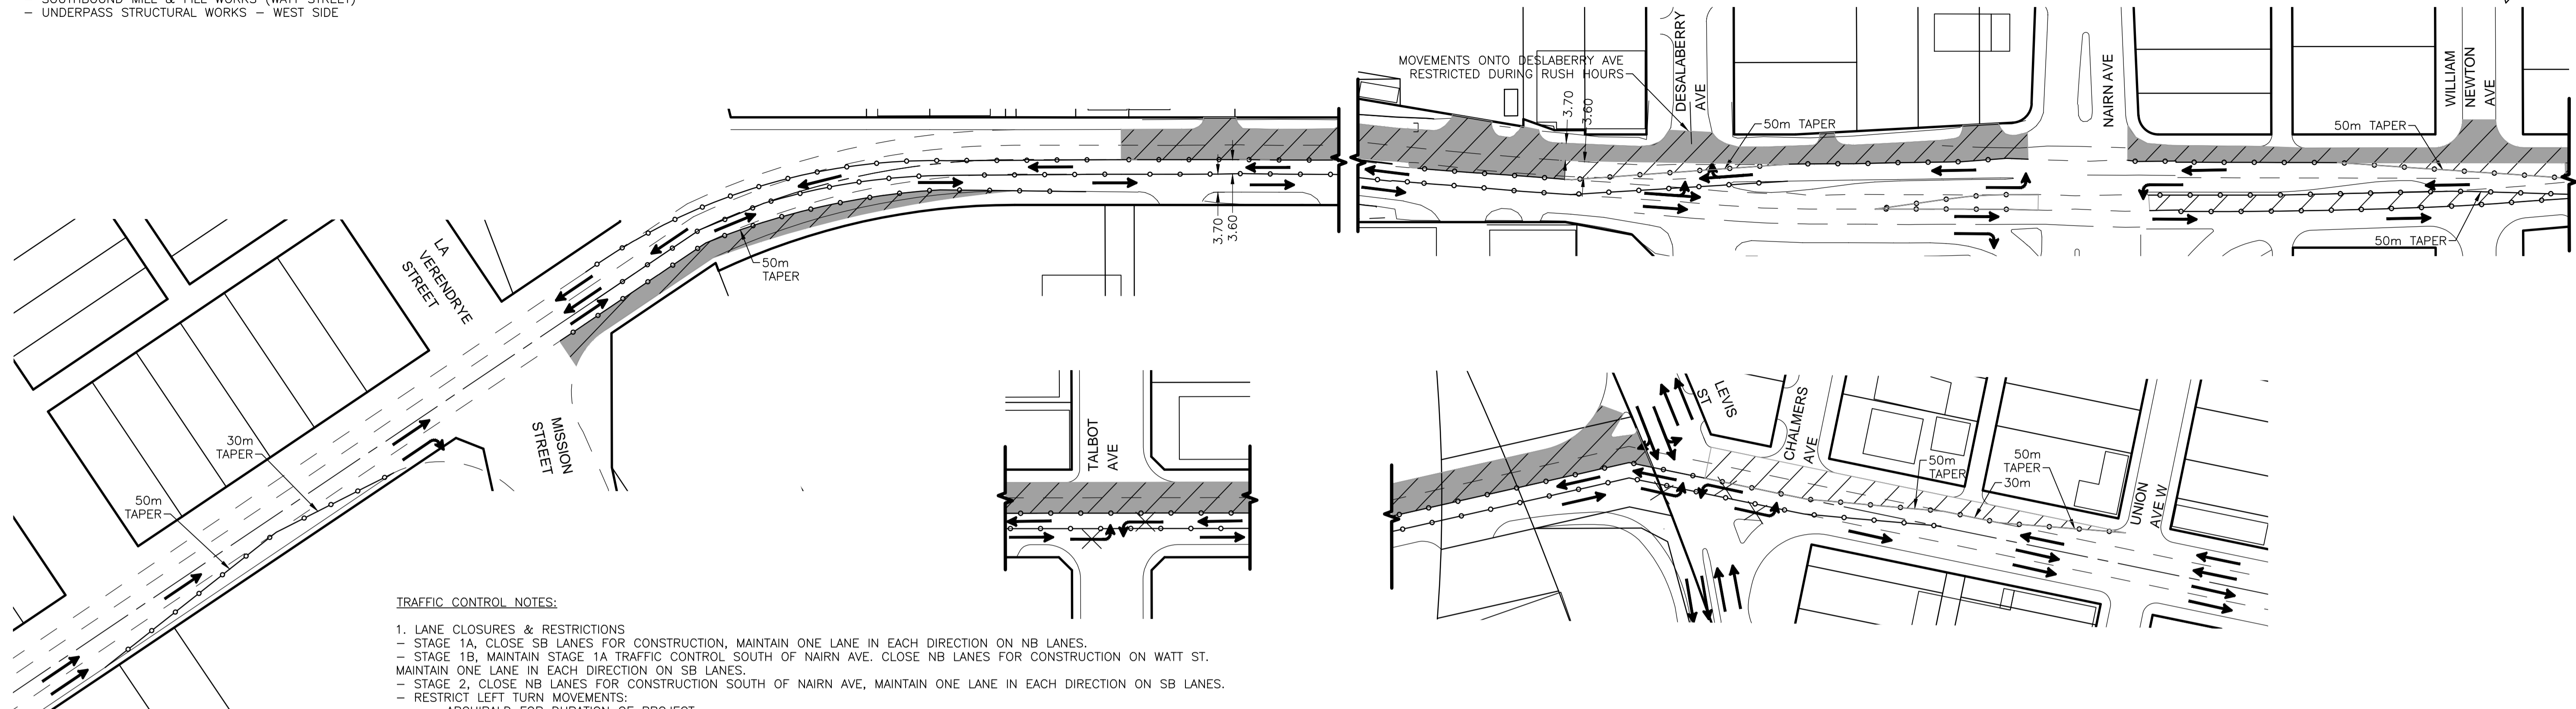 SOUTHBOUND MILL & FILL WORKS (WATT STREET)
- UNDERPASS STRUCTURAL WORKS - WEST SIDE
MOVEMENTS ONTO DESLABERRY AVE
RESTRICTED DURING RUSH HOURS
3.70
3.60
DESALABERRY
AVE
50m TAPER
NAIRN AVE
WILLIAM
NEWTON
AVE
50m TAPER
50m TAPER
3.70
3.60
50m
TAPER
LA
VERENDRYE
STREET
MISSION
STREET
30m
TAPER
50m
TAPER
TALBOT
AVE
LEVIS
ST
CHALMERS
AVE
50m
TAPER
50m
TAPER
30m
UNION
AVE W
TRAFFIC CONTROL NOTES:
1. LANE CLOSURES & RESTRICTIONS
- STAGE 1A, CLOSE SB LANES FOR CONSTRUCTION, MAINTAIN ONE LANE IN EACH DIRECTION ON NB LANES.
- STAGE 1B, MAINTAIN STAGE 1A TRAFFIC CONTROL SOUTH OF NAIRN AVE. CLOSE NB LANES FOR CONSTRUCTION ON WATT ST.
MAINTAIN ONE LANE IN EACH DIRECTION ON SB LANES.
- STAGE 2, CLOSE NB LANES FOR CONSTRUCTION SOUTH OF NAIRN AVE, MAINTAIN ONE LANE IN EACH DIRECTION ON SB LANES.
- RESTRICT LEFT TURN MOVEMENTS:
ARCHIBALD FOR DURATION OF PROJECT